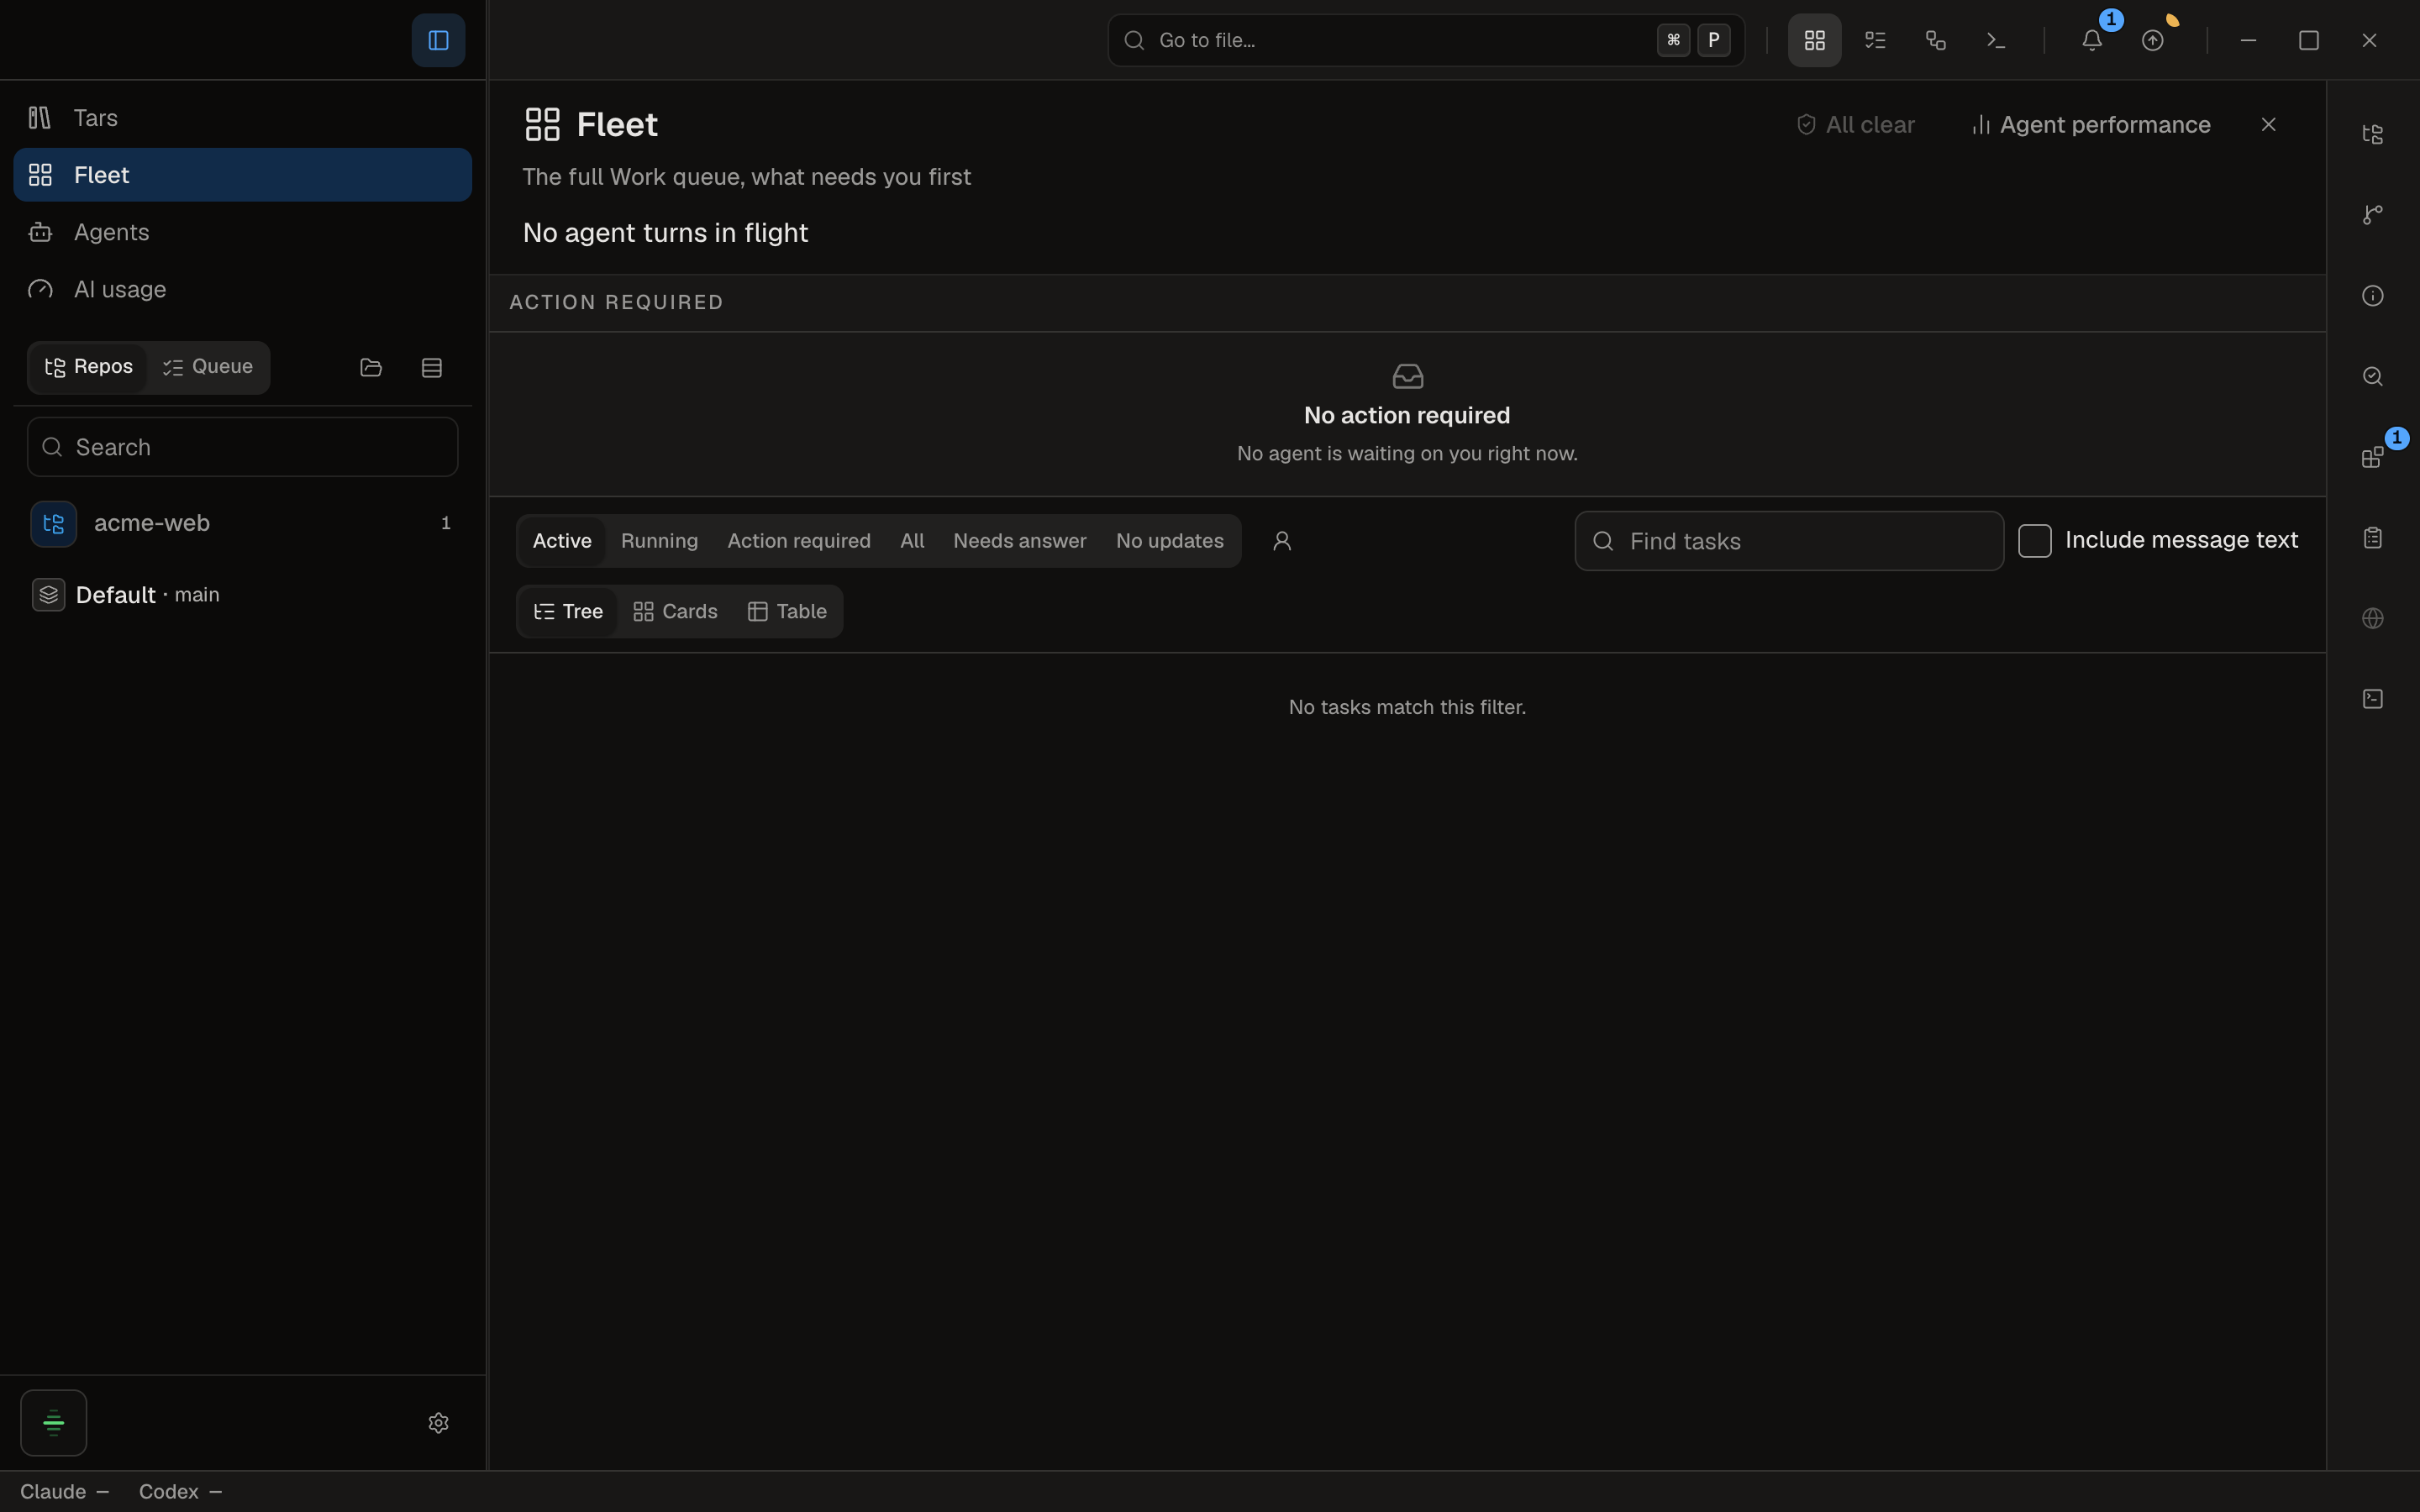 Go to file...
⌘ P
1
Tars
Fleet
Agents
AI usage
Repos
Queue
Search
acme-web
1
Default · main
Fleet
All clear
Agent performance
The full Work queue, what needs you first
No agent turns in flight
ACTION REQUIRED
No action required
No agent is waiting on you right now.
1
Active
Running
Action required
All
Needs answer
No updates
Find tasks
Include message text
Tree
Cards
Table
No tasks match this filter.
Claude —
Codex —